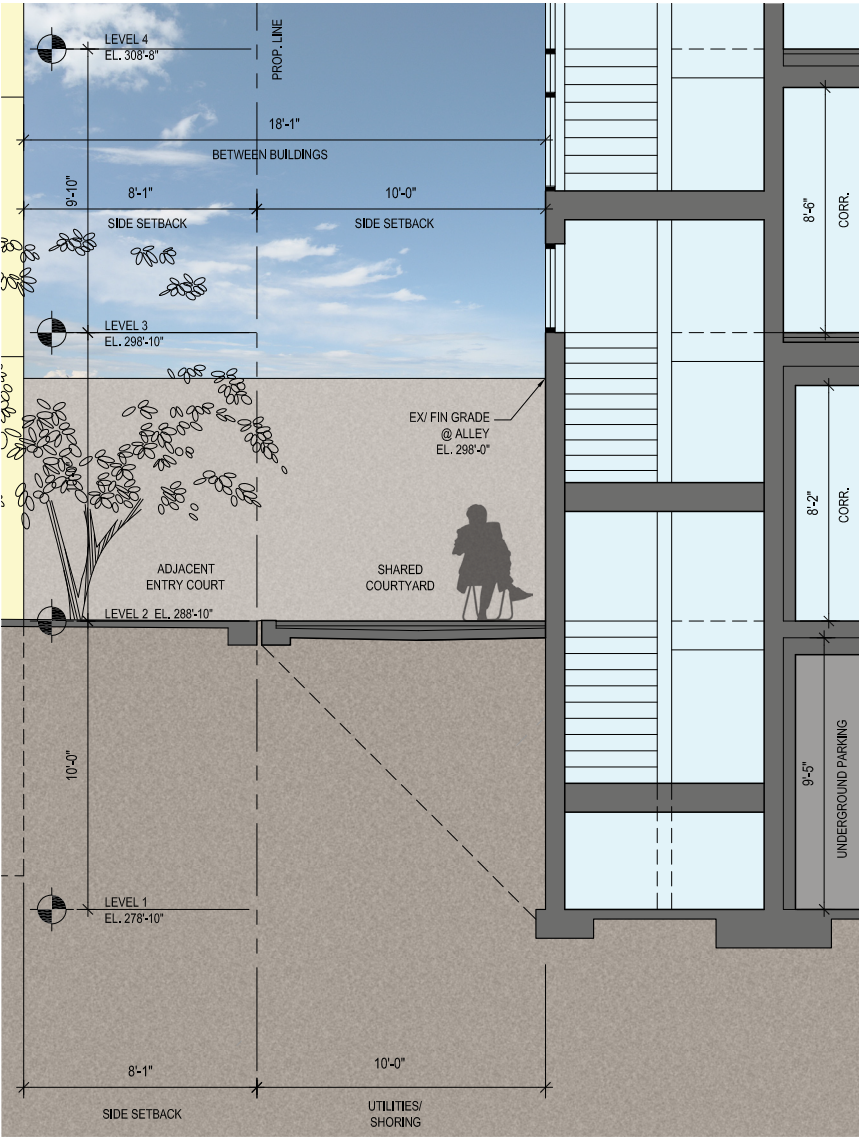 LEVEL 4
EL. 308'-8"
PROP. LINE
18'-1"
BETWEEN BUILDINGS
9'-10"
8'-1"
SIDE SETBACK
10'-0"
SIDE SETBACK
8'-6"
CORR.
LEVEL 3
EL. 298'-10"
EX/ FIN GRADE
@ ALLEY
EL. 298'-0"
8'-2"
CORR.
ADJACENT
ENTRY COURT
SHARED
COURTYARD
LEVEL 2 EL. 288'-10"
10'-0"
9'-5"
UNDERGROUND PARKING
LEVEL 1
EL. 278'-10"
8'-1"
SIDE SETBACK
10'-0"
UTILITIES/
SHORING